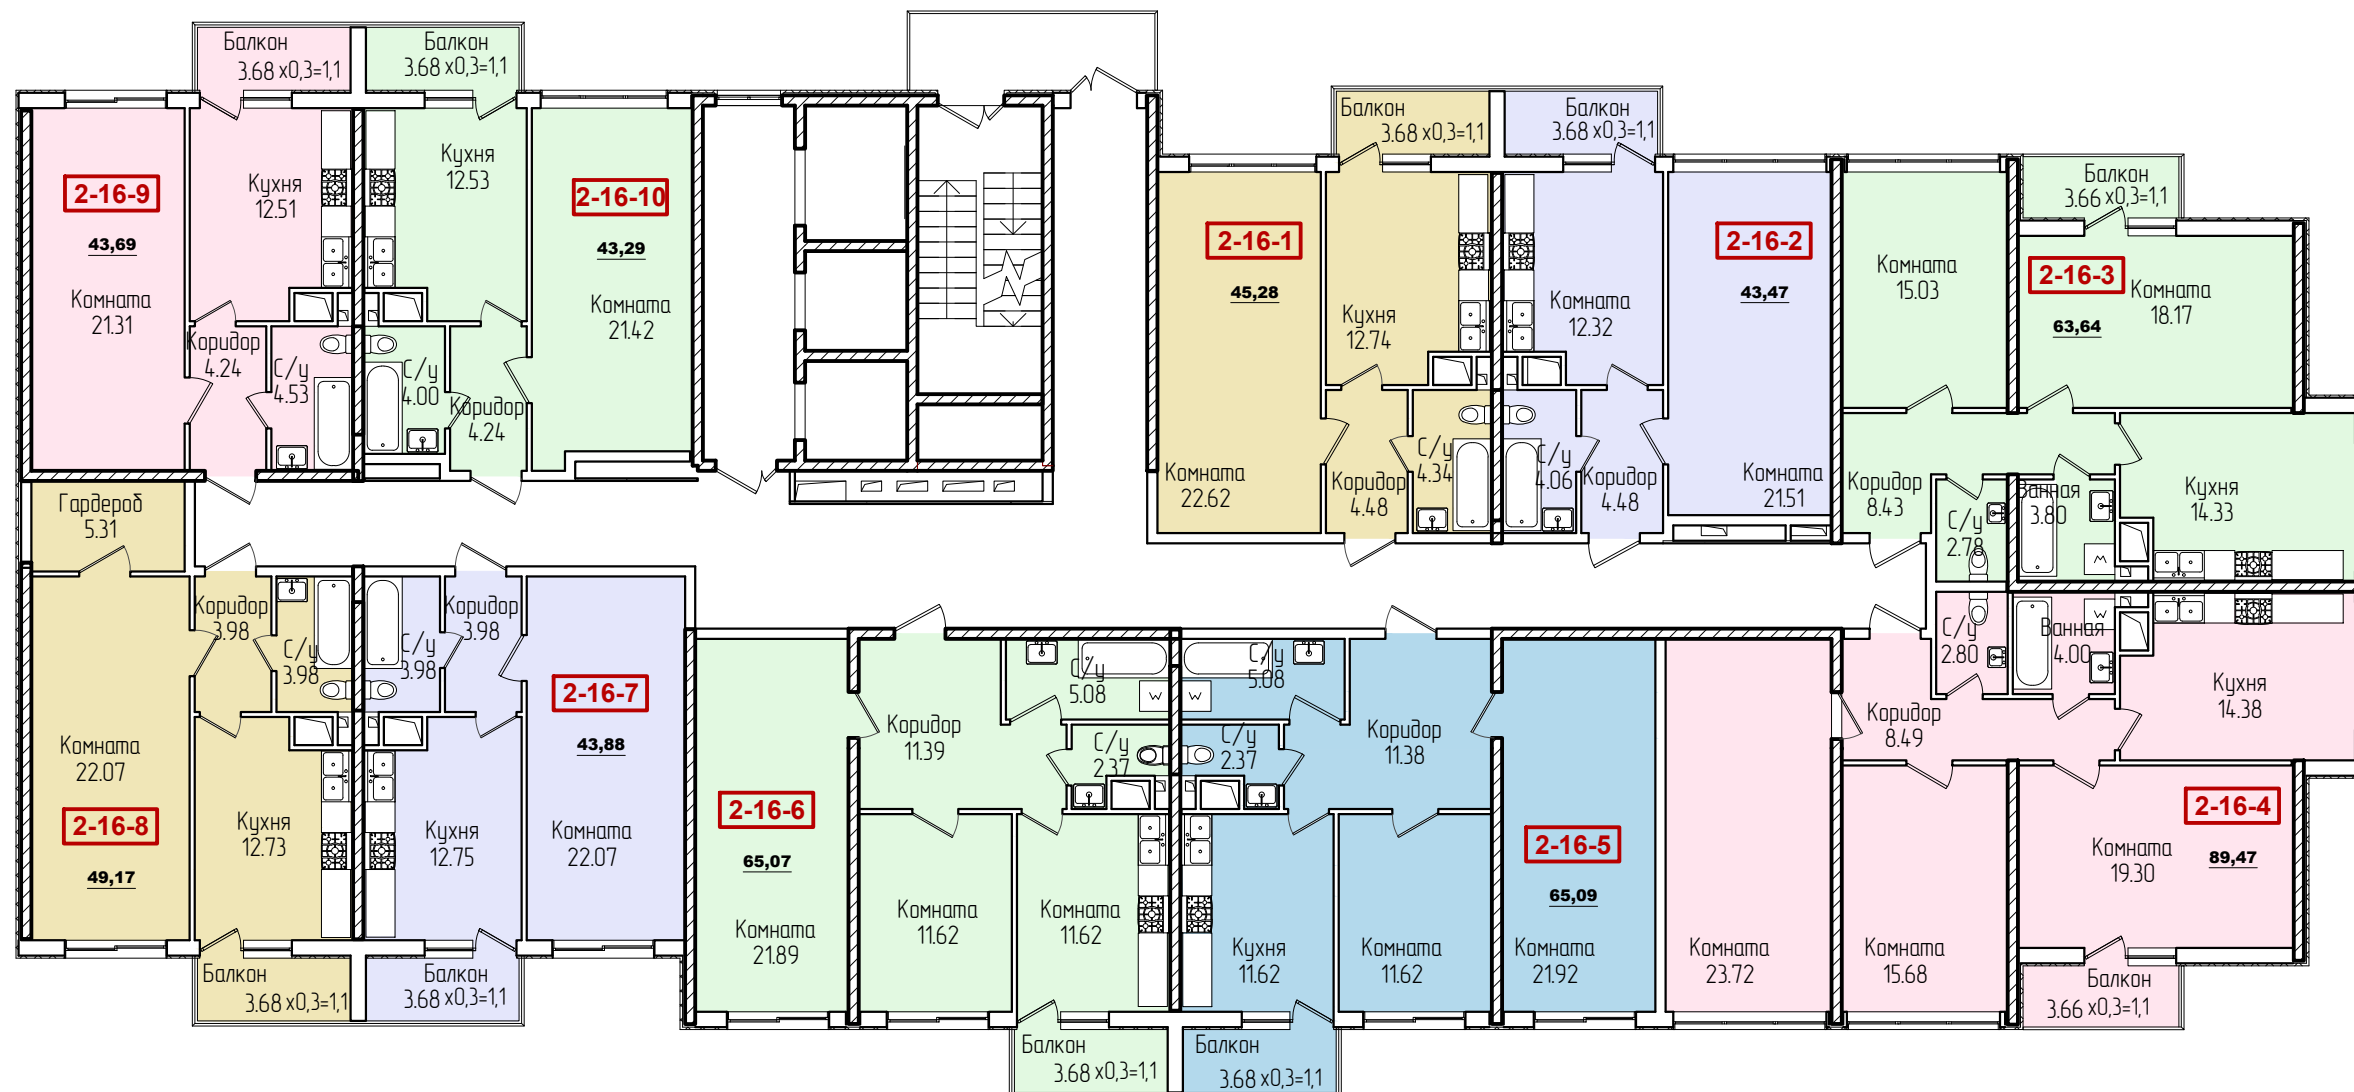 Балкон
3.68 x0,3=1,1
Балкон
3.68 x0,3=1,1
2-16-9
43,69
Комната
21.31
Кухня
12.51
Коридор
4.24
С/у
4.53
Кухня
12.53
2-16-10
43,29
Комната
21.42
С/у
4.00
Коридор
4.24
Балкон
3.68 x0,3=1,1
Балкон
3.68 x0,3=1,1
2-16-1
45,28
Комната
22.62
Кухня
12.74
Коридор
4.48
С/у
4.34
Комната
12.32
2-16-2
43,47
Комната
21.51
С/у
4.06
Коридор
4.48
Балкон
3.66 x0,3=1,1
Комната
15.03
2-16-3
63,64
Комната
18.17
Коридор
8.43
С/у
2.78
Ванная
3.80
Кухня
14.33
Гардероб
5.31
Коридор
3.98
С/у
3.98
Комната
22.07
2-16-8
49,17
Кухня
12.73
Балкон
3.68 x0,3=1,1
С/у
3.98
Коридор
3.98
2-16-7
43,88
Кухня
12.75
Комната
22.07
Балкон
3.68 x0,3=1,1
2-16-6
65,07
Комната
21.89
Коридор
11.39
С/у
5.08
W
С/у
2.37
Комната
11.62
Комната
11.62
Балкон
3.68 x0,3=1,1
С/у
5.08
W
С/у
2.37
Коридор
11.38
Кухня
11.62
Комната
11.62
2-16-5
65,09
Комната
21.92
Балкон
3.68 x0,3=1,1
Комната
23.72
Коридор
8.49
С/у
2.80
Ванная
4.00
W
M
Кухня
14.38
Комната
15.68
2-16-4
89,47
Комната
19.30
Балкон
3.66 x0,3=1,1